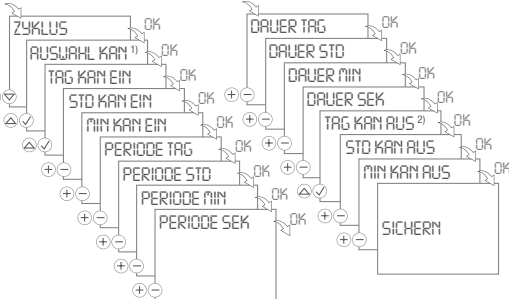 ZYKLUS
OK
AUSWAHL KAN 1)
OK
TAG KAN EIN
OK
STD KAN EIN
OK
MIN KAN EIN
OK
PERIODE TAG
OK
PERIODE STD
OK
PERIODE MIN
OK
PERIODE SEK
OK
DAUER TAG
OK
DAUER STD
OK
DAUER MIN
OK
DAUER SEK
OK
TAG KAN AUS 2)
OK
STD KAN AUS
OK
MIN KAN AUS
OK
SICHERN